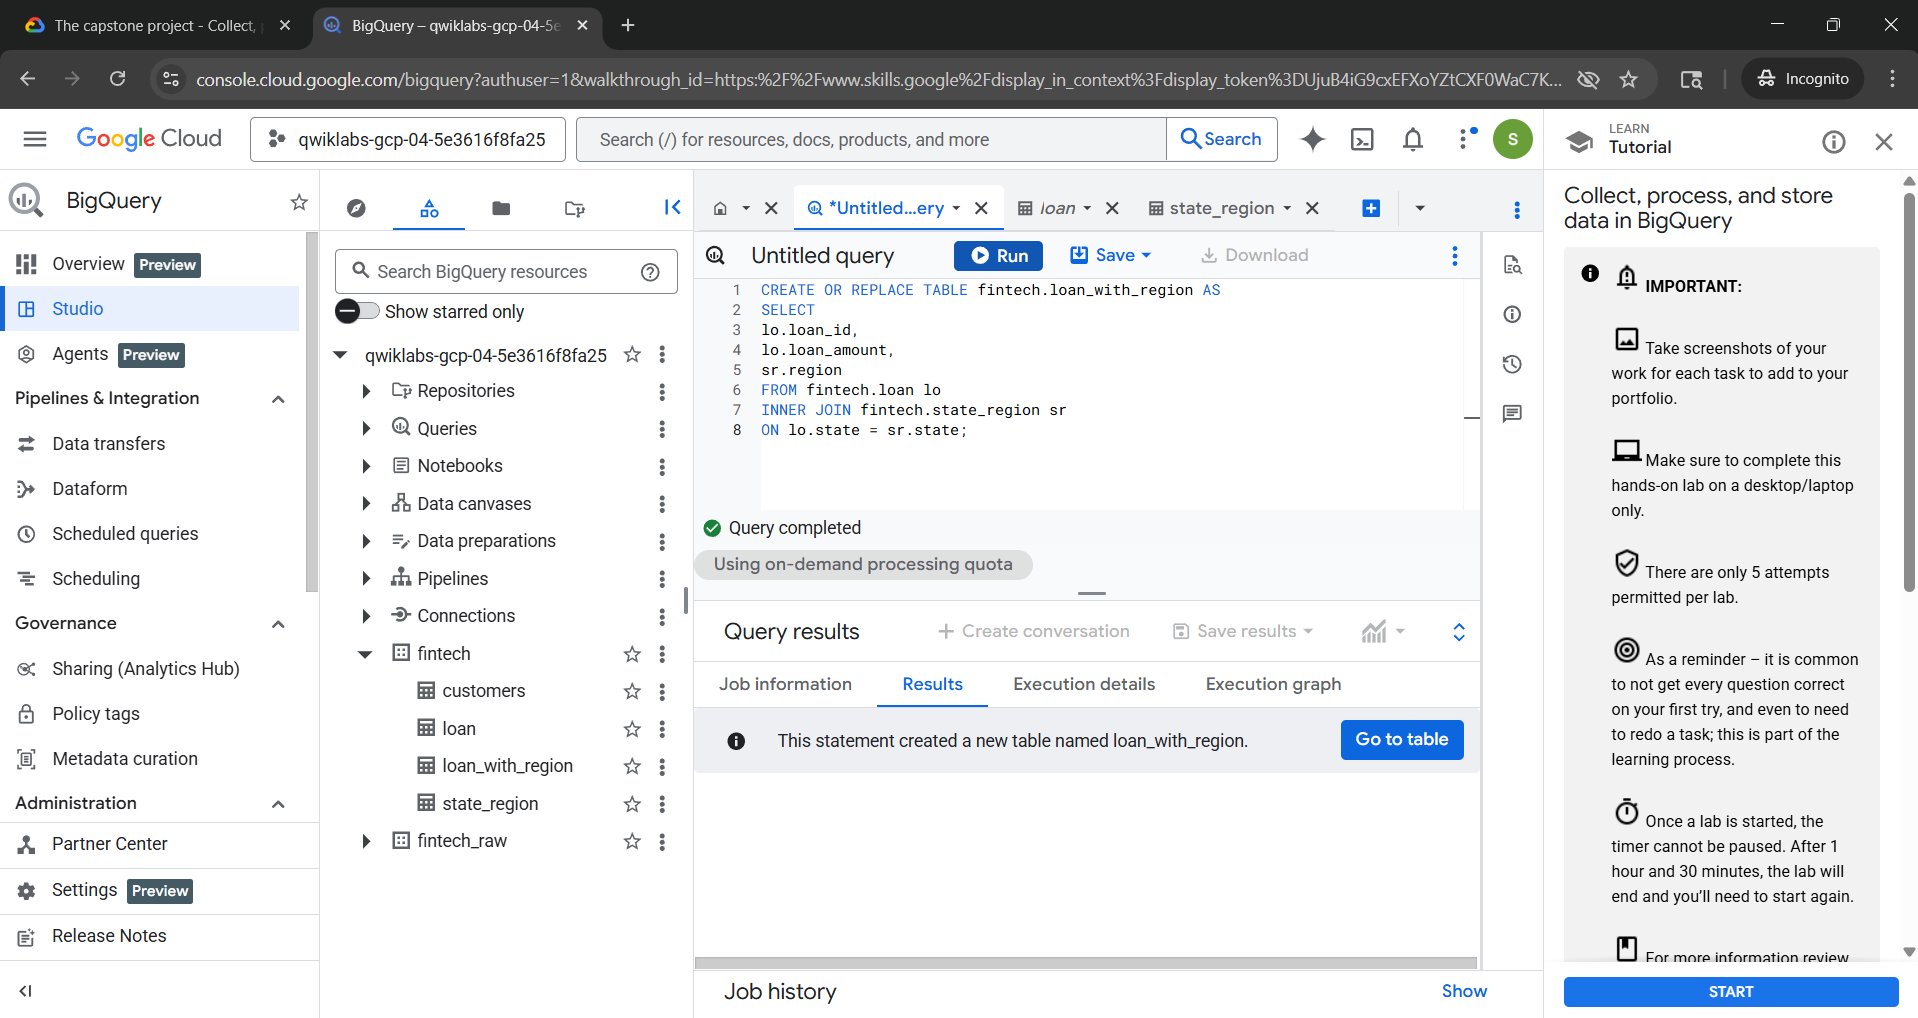 The capstone project - Collect,
BigQuery – qwiklabs-gcp-04-5e
console.cloud.google.com/bigquery?authuser=1&walkthrough_id=https:%2F%2Fwww.skills.google%2Fdisplay_in_context%3Fdisplay_token%3DUjuB4iG9cxEFXoYZtCXF0WaC7K...
Incognito
Google Cloud
qwiklabs-gcp-04-5e3616f8fa25
Search (/) for resources, docs, products, and more
Search
S
LEARN
Tutorial
BigQuery
Overview Preview
Studio
Agents Preview
Pipelines & Integration
Data transfers
Dataform
Scheduled queries
Scheduling
Governance
Sharing (Analytics Hub)
Policy tags
Metadata curation
Administration
Partner Center
Settings Preview
Release Notes
Search BigQuery resources
Show starred only
qwiklabs-gcp-04-5e3616f8fa25
Repositories
Queries
Notebooks
Data canvases
Data preparations
Pipelines
Connections
fintech
customers
loan
loan_with_region
state_region
fintech_raw
*Untitled...ery
loan
state_region
Untitled query
Run
Save
Download
1 CREATE OR REPLACE TABLE fintech.loan_with_region AS
2 SELECT
3 lo.loan_id,
4 lo.loan_amount,
5 sr.region
6 FROM fintech.loan lo
7 INNER JOIN fintech.state_region sr
8 ON lo.state = sr.state;
Query completed
Using on-demand processing quota
Query results
Create conversation
Save results
Job information
Results
Execution details
Execution graph
This statement created a new table named loan_with_region.
Go to table
Job history
Show
Collect, process, and store
data in BigQuery
IMPORTANT:
Take screenshots of your
work for each task to add to your
portfolio.
Make sure to complete this
hands-on lab on a desktop/laptop
only.
There are only 5 attempts
permitted per lab.
As a reminder – it is common
to not get every question correct
on your first try, and even to need
to redo a task; this is part of the
learning process.
Once a lab is started, the
timer cannot be paused. After 1
hour and 30 minutes, the lab will
end and you’ll need to start again.
For more information review
START